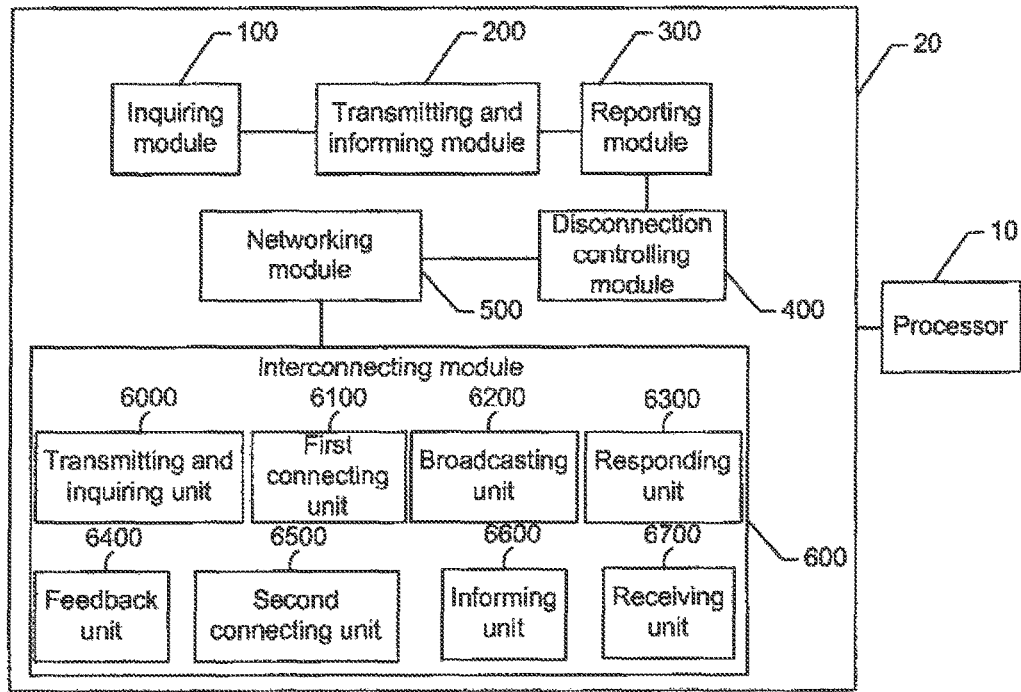 100
200
300
20
Inquiring
module
Transmitting and
informing module
Reporting
module
Networking
module
Disconnection
controlling
module
500
400
10
Processor
Interconnecting module
6000
6100
6200
6300
Transmitting and
inquiring unit
First
connecting
unit
Broadcasting
unit
Responding
unit
600
6400
6500
6600
6700
Feedback
unit
Second
connecting unit
Informing
unit
Receiving
unit